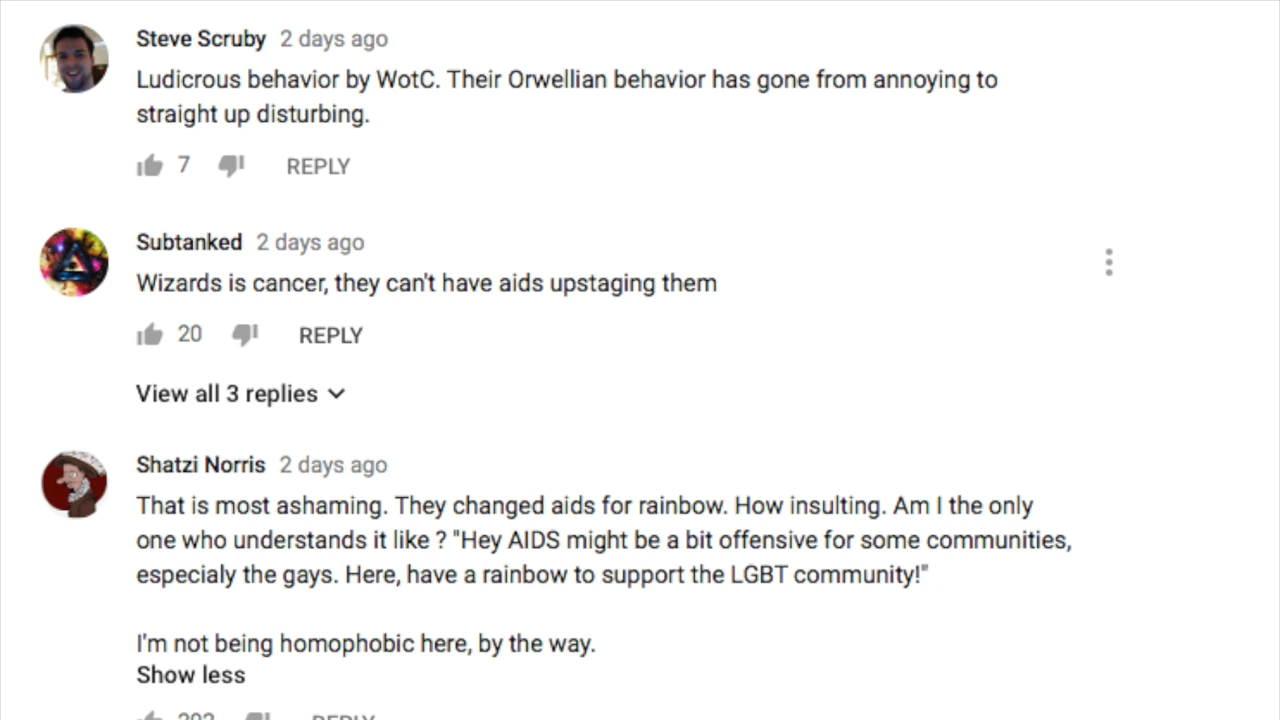 Steve Scruby 2 days ago
Ludicrous behavior by WotC. Their Orwellian behavior has gone from annoying to
straight up disturbing.
7 REPLY
Subtanked 2 days ago
Wizards is cancer, they can't have aids upstaging them
20 REPLY
View all 3 replies
Shatzi Norris 2 days ago
That is most ashaming. They changed aids for rainbow. How insulting. Am I the only
one who understands it like ? "Hey AIDS might be a bit offensive for some communities,
especialy the gays. Here, have a rainbow to support the LGBT community!"
I'm not being homophobic here, by the way.
Show less
REPLY